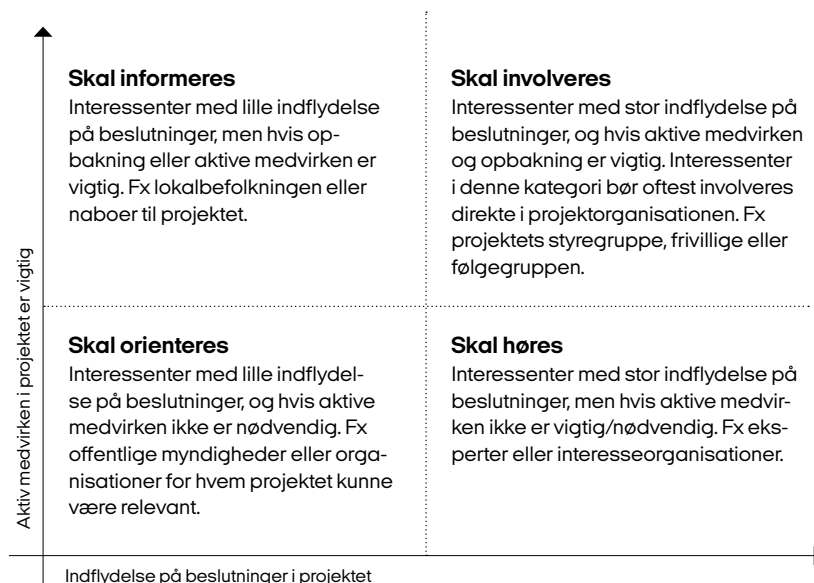 Skal informeres
Interessenter med lille indflydelse
på beslutninger, men hvis op-
bakning eller aktive medvirken er
vigtig. Fx lokalbefolkningen eller
naboer til projektet.
Skal involveres
Interessenter med stor indflydelse på
beslutninger, og hvis aktive medvirken
og opbakning er vigtig. Interessenter
i denne kategori bør oftest involveres
direkte i projektorganisationen. Fx
projektets styregruppe, frivillige eller
følgegruppen.
Skal orienteres
Interessenter med lille indflydel-
se på beslutninger, og hvis aktive
medvirken ikke er nødvendig. Fx
offentlige myndigheder eller orga-
nisationer for hvem projektet kunne
være relevant.
Skal høres
Interessenter med stor indflydelse på
beslutninger, men hvis aktive medvir-
ken ikke er vigtig/nødvendig. Fx eks-
perter eller interesseorganisationer.
Aktiv medvirken i projektet er vigtig
Indflydelse på beslutninger i projektet